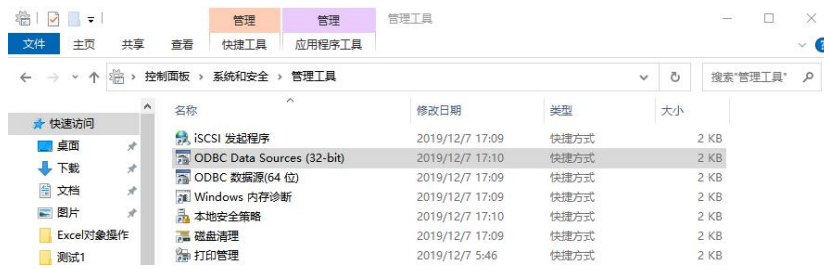 管理 管理 管理工具
文件 主页 共享 查看 快捷工具 应用程序工具
控制面板 › 系统和安全 › 管理工具 搜索"管理工具"
名称 修改日期 类型 大小
快速访问
iSCSI 发起程序 2019/12/7 17:09 快捷方式 2 KB
桌面
ODBC Data Sources (32-bit) 2019/12/7 17:10 快捷方式 2 KB
下载
ODBC 数据源(64 位) 2019/12/7 17:09 快捷方式 2 KB
文档
Windows 内存诊断 2019/12/7 17:09 快捷方式 2 KB
图片
本地安全策略 2019/12/7 17:10 快捷方式 2 KB
Excel对象操作
磁盘清理 2019/12/7 17:09 快捷方式 2 KB
测试1
打印管理 2019/12/7 5:46 快捷方式 2 KB